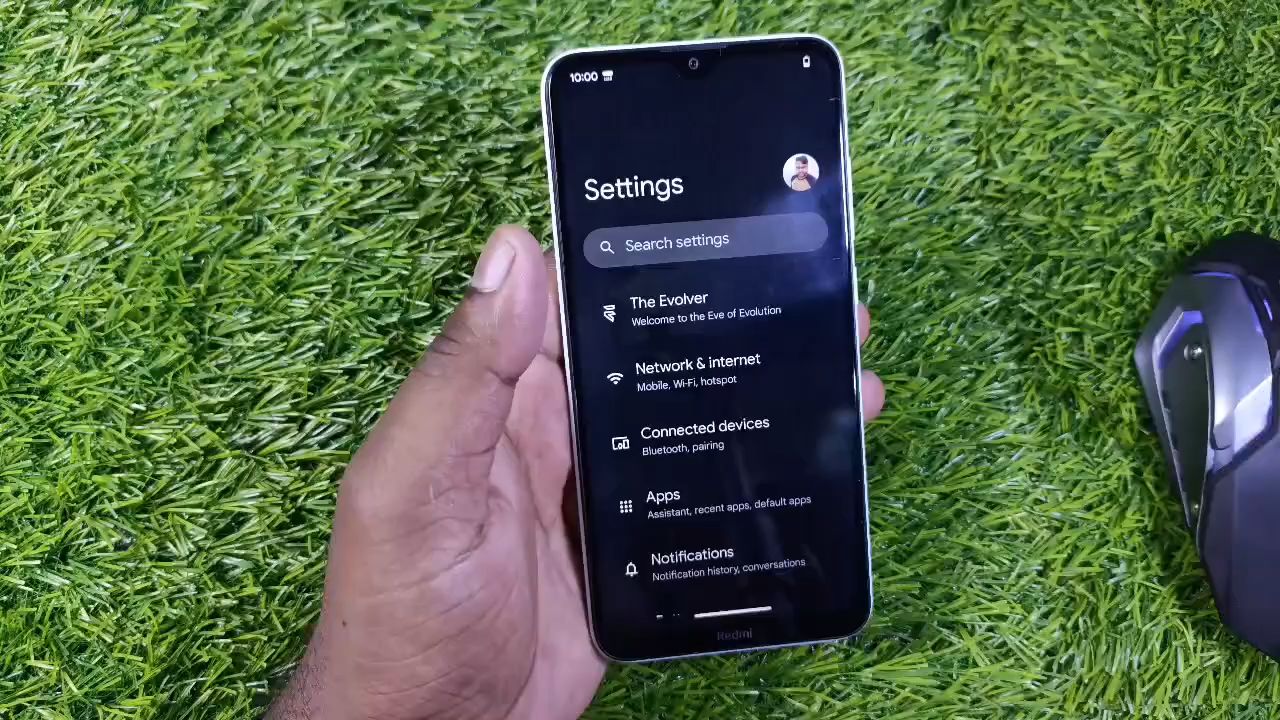 10:00
Settings
Search settings
The Evolver
Welcome to the Eve of Evolution
Network & internet
Mobile, Wi-Fi, hotspot
Connected devices
Bluetooth, pairing
Apps
Assistant, recent apps, default apps
Notifications
Notification history, conversations
Redmi